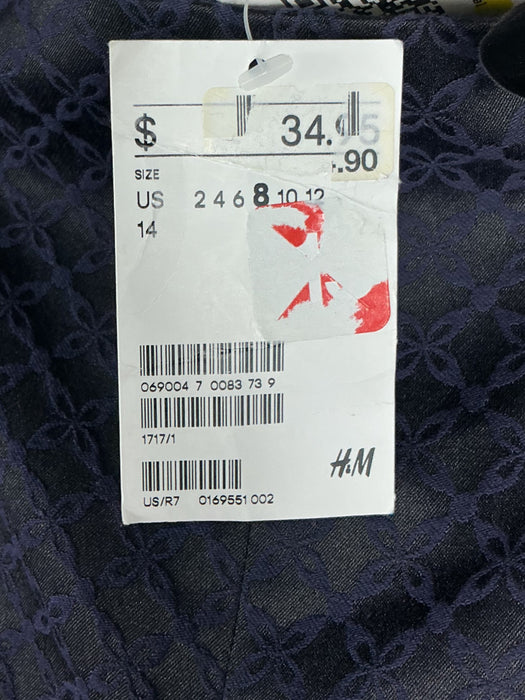 $ 34.95
.90
SIZE
US 2 4 6 8 10 12
14
069004 7 0083 73 9
1717/1
H&M
US/R7 0169551 002